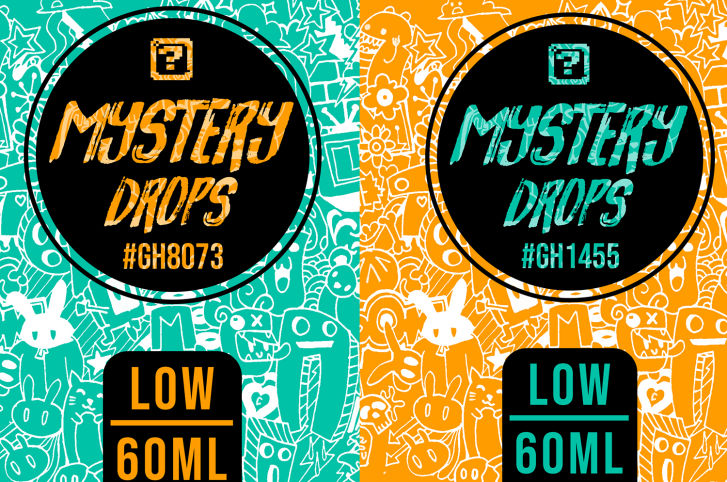 ?
MYSTERY
DROPS
#GH8073
LOW
60ML
?
MYSTERY
DROPS
#GH1455
LOW
60ML